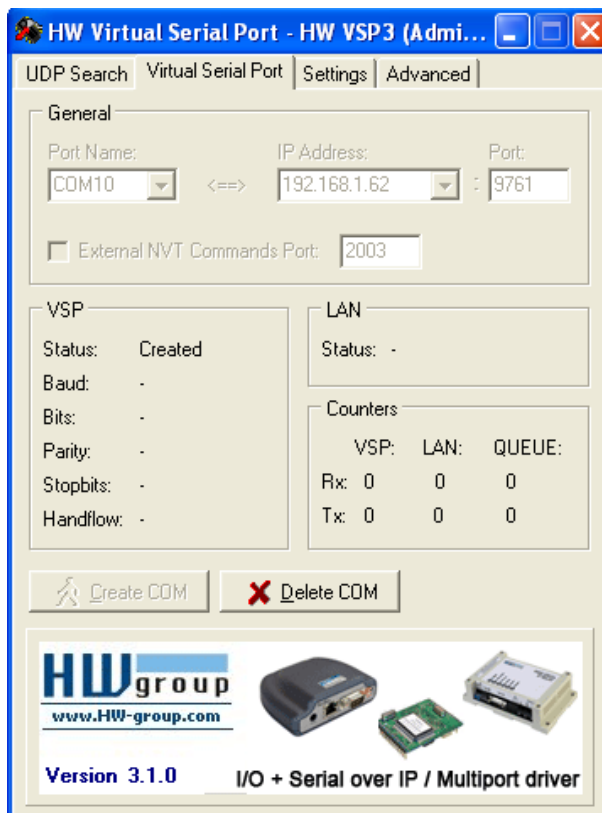 HW Virtual Serial Port - HW VSP3 (Admi...
UDP Search Virtual Serial Port Settings Advanced
General
Port Name: IP Address: Port:
COM10 <==> 192.168.1.62 : 9761
External NVT Commands Port: 2003
VSP
Status: Created
Baud: -
Bits: -
Parity: -
Stopbits: -
Handflow: -
LAN
Status: -
Counters
VSP: LAN: QUEUE:
Rx: 0 0 0
Tx: 0 0 0
Create COM Delete COM
HW group
www.HW-group.com
Version 3.1.0
I/O + Serial over IP / Multiport driver